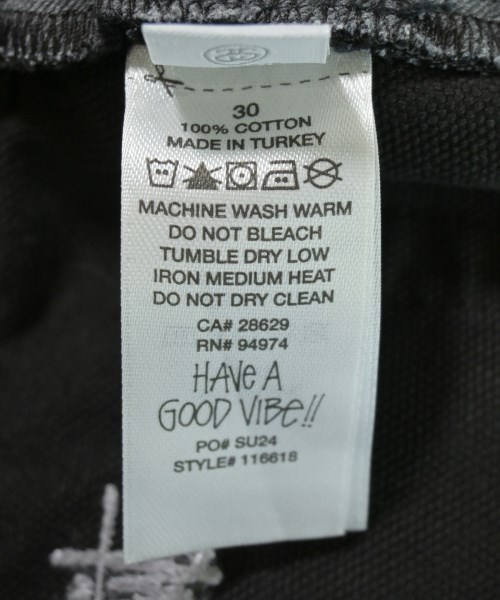 30
100% COTTON
MADE IN TURKEY
MACHINE WASH WARM
DO NOT BLEACH
TUMBLE DRY LOW
IRON MEDIUM HEAT
DO NOT DRY CLEAN
CA# 28629
RN# 94974
HAVE A
GOOD VIBE!!
PO# SU24
STYLE# 116618